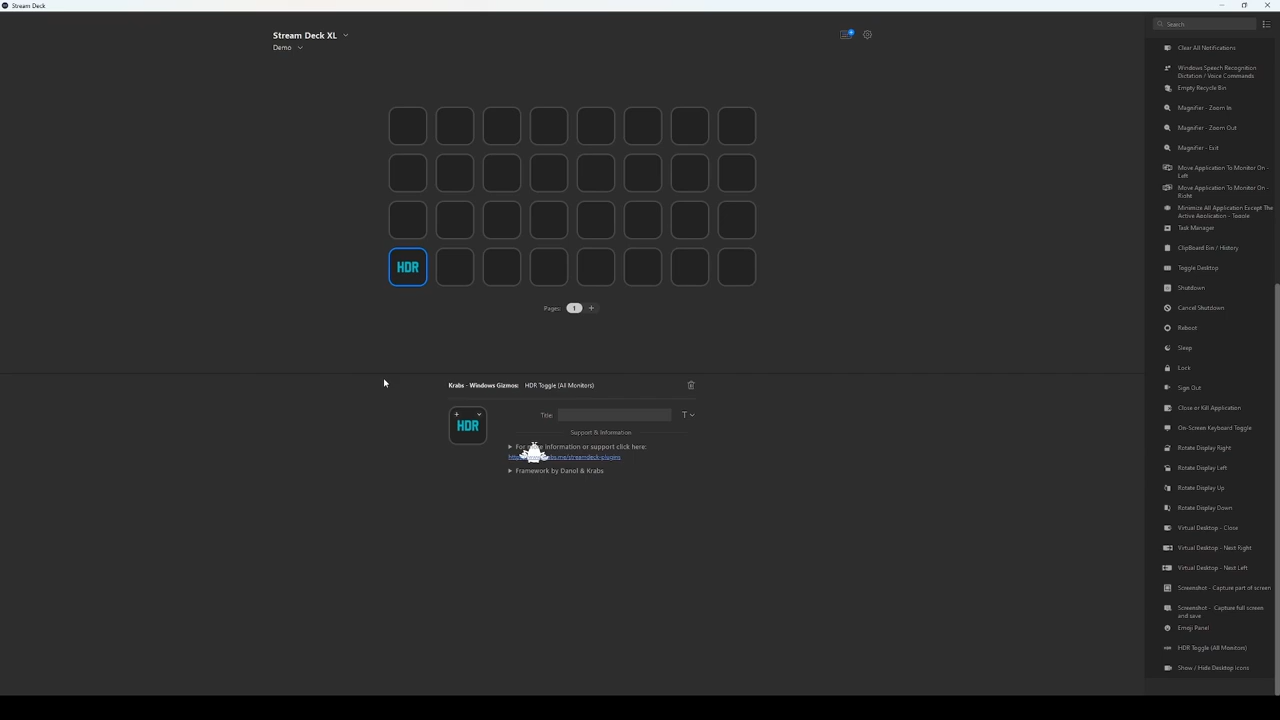 Stream Deck
Stream Deck XL
Demo
HDR
Pages:
1
+
Krabs - Windows Gizmos: HDR Toggle (All Monitors)
HDR
Title:
T
Support & Information
For more information or support click here:
Framework by Danol & Krabs
Search
Clear All Notifications
Windows Speech Recognition
Dictation / Voice Commands
Empty Recycle Bin
Magnifier - Zoom In
Magnifier - Zoom Out
Magnifier - Exit
Move Application To Monitor On -
Left
Move Application To Monitor On -
Right
Minimize All Application Except The
Active Application - Toggle
Task Manager
ClipBoard Bin / History
Toggle Desktop
Shutdown
Cancel Shutdown
Reboot
Sleep
Lock
Sign Out
Close or Kill Application
On-Screen Keyboard Toggle
Rotate Display Right
Rotate Display Left
Rotate Display Up
Rotate Display Down
Virtual Desktop - Close
Virtual Desktop - Next Right
Virtual Desktop - Next Left
Screenshot - Capture part of screen
Screenshot - Capture full screen
and save
Emoji Panel
HDR Toggle (All Monitors)
Show / Hide Desktop icons